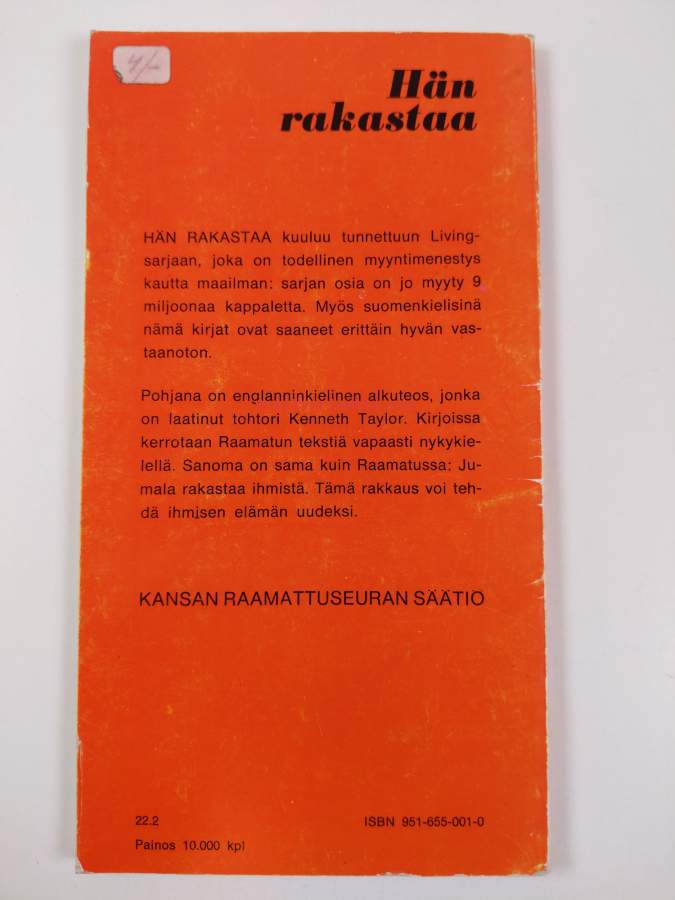 4/-
Hän
rakastaa
HÄN RAKASTAA kuuluu tunnettuun Living-
sarjaan, joka on todellinen myyntimenestys
kautta maailman: sarjan osia on jo myyty 9
miljoonaa kappaletta. Myös suomenkielisinä
nämä kirjat ovat saaneet erittäin hyvän vas-
taanoton.
Pohjana on englanninkielinen alkuteos, jonka
on laatinut tohtori Kenneth Taylor. Kirjoissa
kerrotaan Raamatun tekstiä vapaasti nykykie-
lellä. Sanoma on sama kuin Raamatussa: Ju-
mala rakastaa ihmistä. Tämä rakkaus voi teh-
dä ihmisen elämän uudeksi.
KANSAN RAAMATTUSEURAN SÄÄTIÖ
22.2
ISBN 951-655-001-0
Painos 10.000 kpl